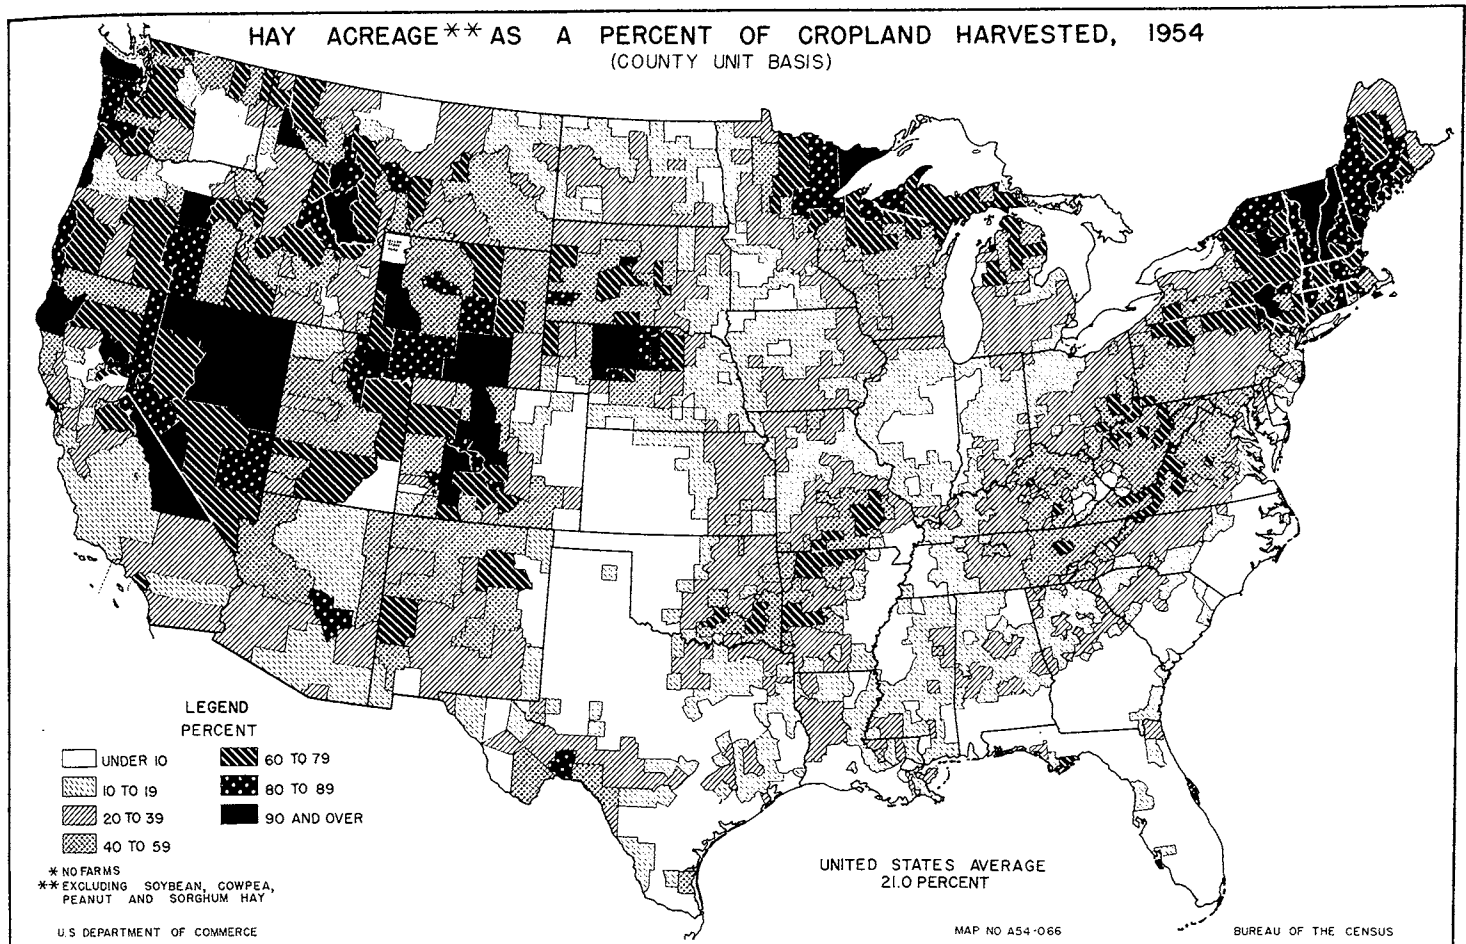 HAY ACREAGE** AS A PERCENT OF CROPLAND HARVESTED, 1954
(COUNTY UNIT BASIS)
LEGEND
PERCENT
UNDER 10
10 TO 19
20 TO 39
40 TO 59
60 TO 79
80 TO 89
90 AND OVER
* NO FARMS
** EXCLUDING SOYBEAN, COWPEA,
PEANUT AND SORGHUM HAY
UNITED STATES AVERAGE
21.0 PERCENT
U.S DEPARTMENT OF COMMERCE
MAP NO A54-066
BUREAU OF THE CENSUS